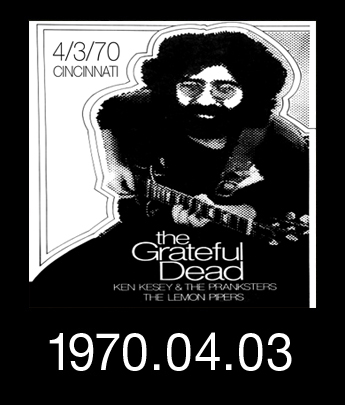 4/3/70
CINCINNATI
the
Grateful
Dead
KEN KESEY & THE PRANKSTERS
THE LEMON PIPERS
1970.04.03